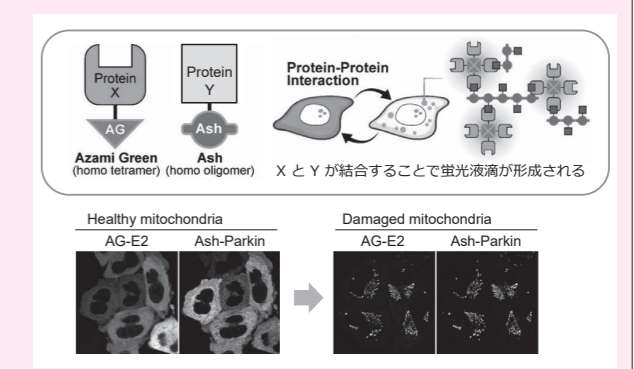 Protein
X
AG
Azami Green
(homo tetramer)
Protein
Y
Ash
Ash
(homo oligomer)
Protein-Protein
Interaction
X と Y が結合することで蛍光液滴が形成される
Healthy mitochondria
AG-E2 Ash-Parkin
Damaged mitochondria
AG-E2 Ash-Parkin